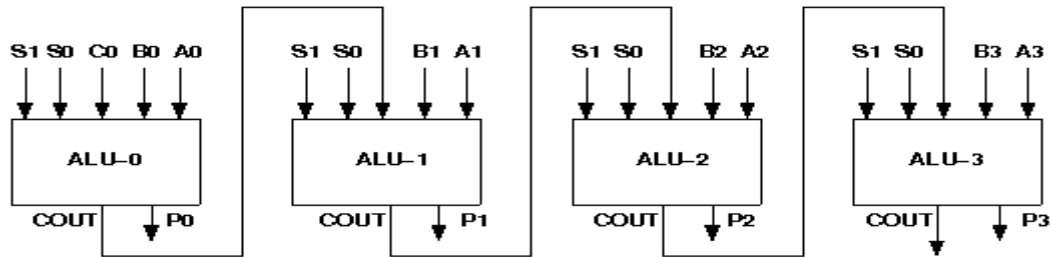 S1 S0 C0 B0 A0 S1 S0 B1 A1 S1 S0 B2 A2 S1 S0 B3 A3
ALU-0 ALU-1 ALU-2 ALU-3
COUT P0 COUT P1 COUT P2 COUT P3